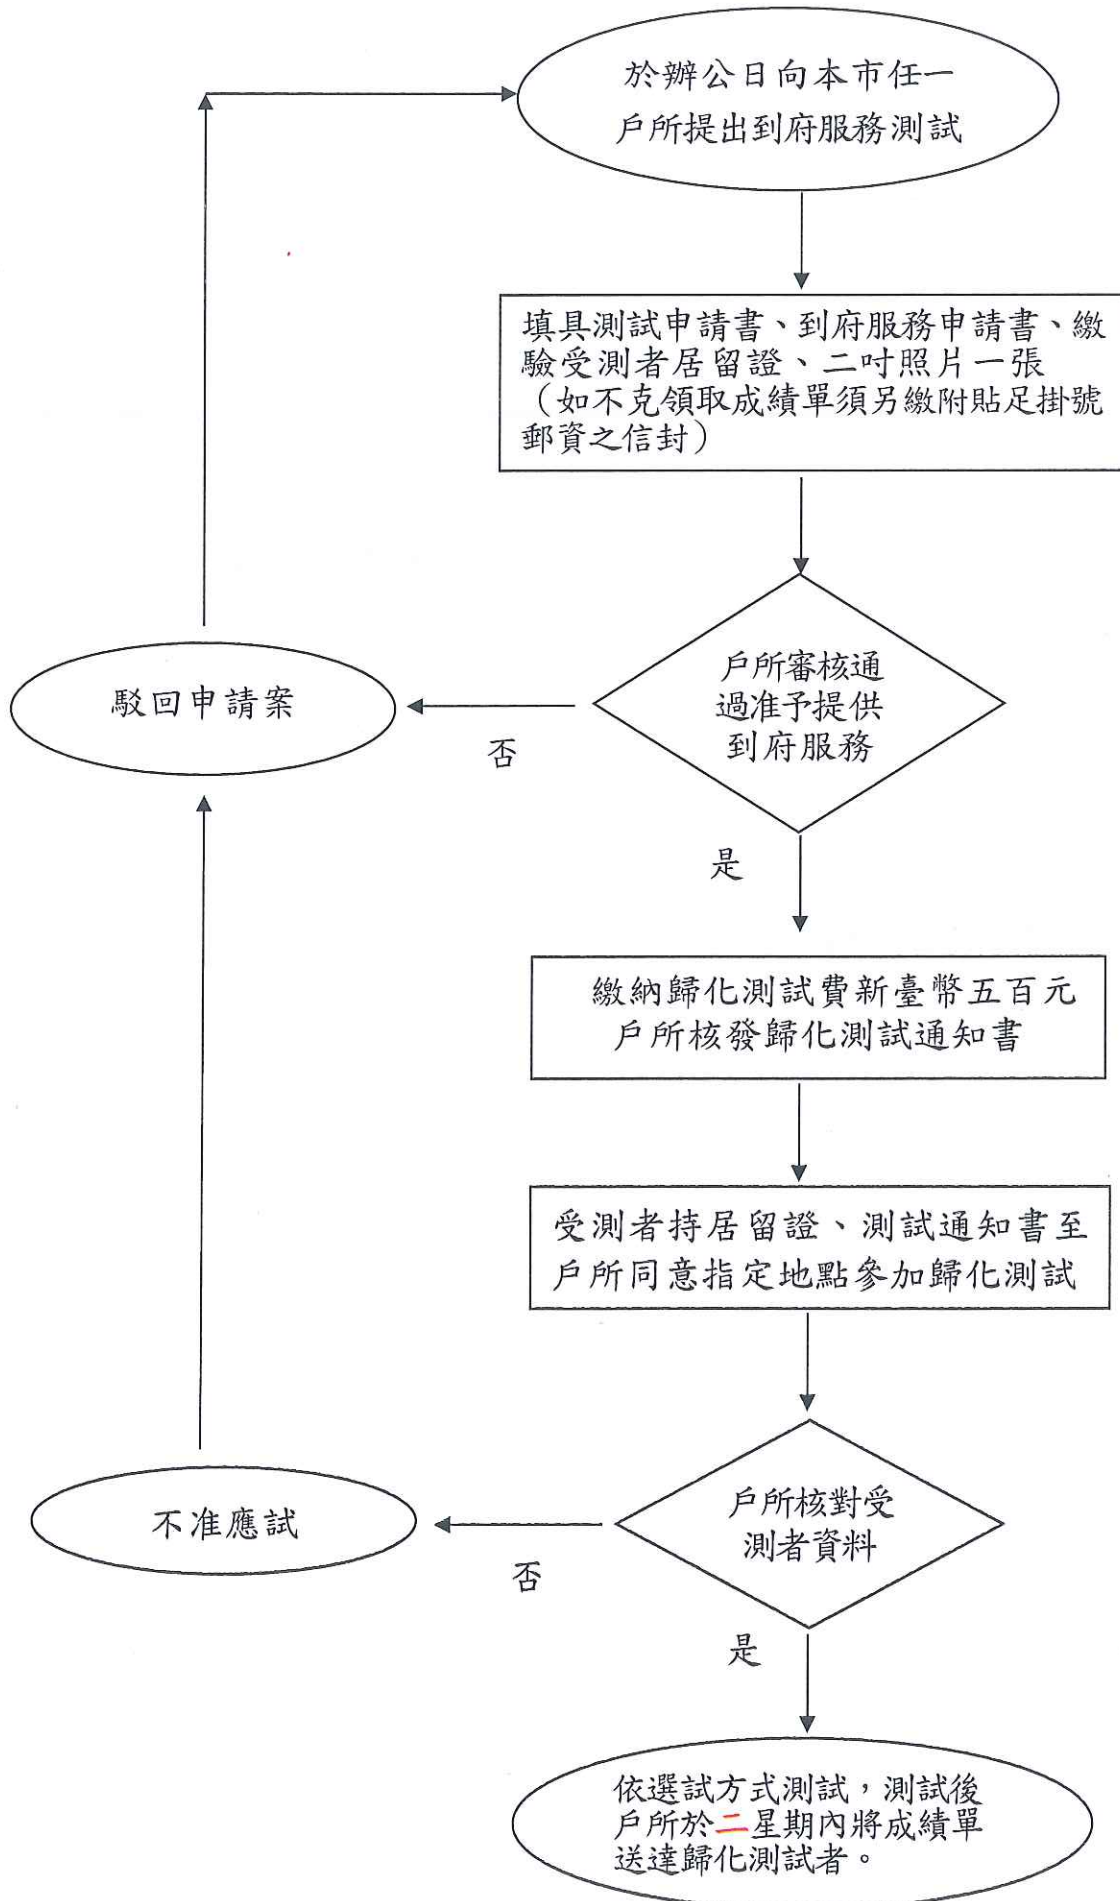 於辦公日向本市任一
戶所提出到府服務測試
填具測試申請書、到府服務申請書、繳
驗受測者居留證、二吋照片一張
（如不克領取成績單須另繳附貼足掛號
郵資之信封）
戶所審核通
過准予提供
到府服務
否
駁回申請案
是
繳納歸化測試費新臺幣五百元
戶所核發歸化測試通知書
受測者持居留證、測試通知書至
戶所同意指定地點參加歸化測試
戶所核對受
測者資料
否
不准應試
是
依選試方式測試，測試後
戶所於二星期內將成績單
送達歸化測試者。